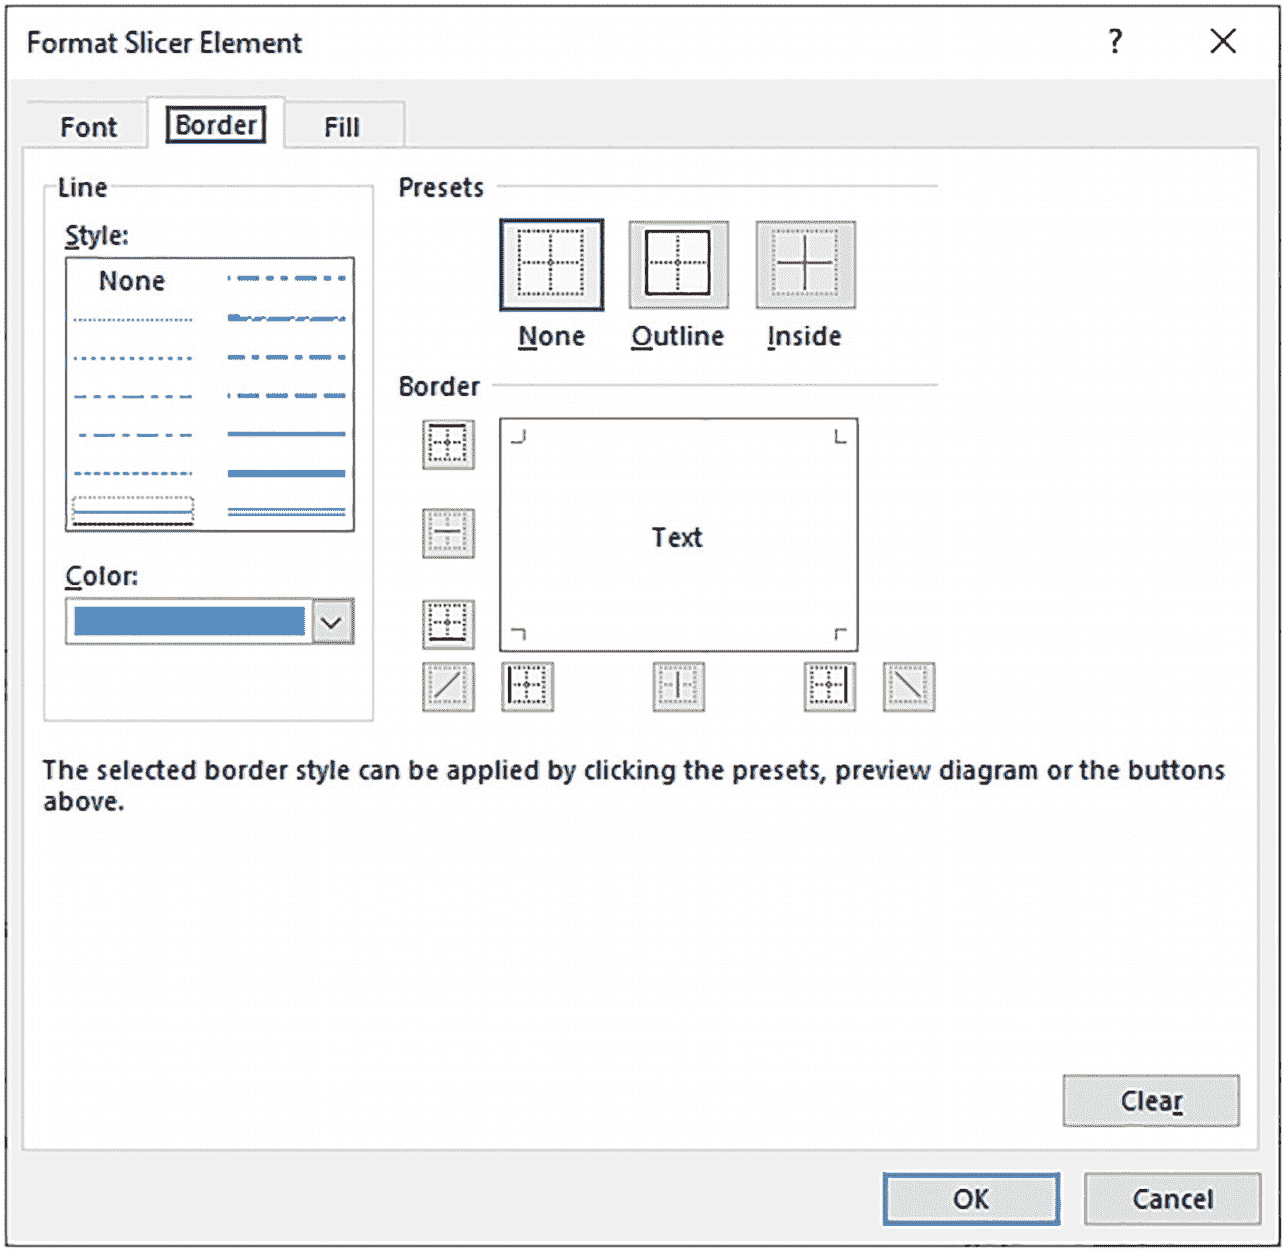 Format Slicer Element ?
Font Border Fill
Line
Style:
None
Color:
Presets
None Outline Inside
Border
Text
The selected border style can be applied by clicking the presets, preview diagram or the buttons
above.
Clear
OK Cancel